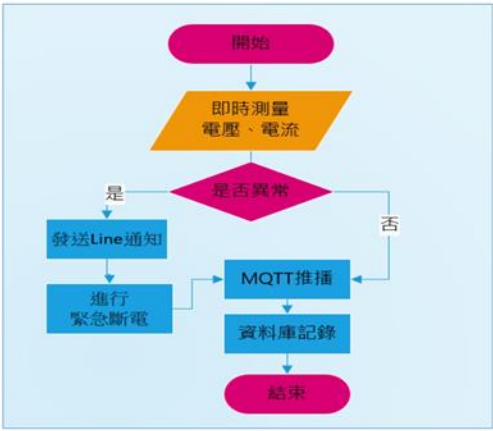 開始
即時測量
電壓、電流
是否異常
是
否
發送Line通知
進行
緊急斷電
MQTT推播
資料庫記錄
結束